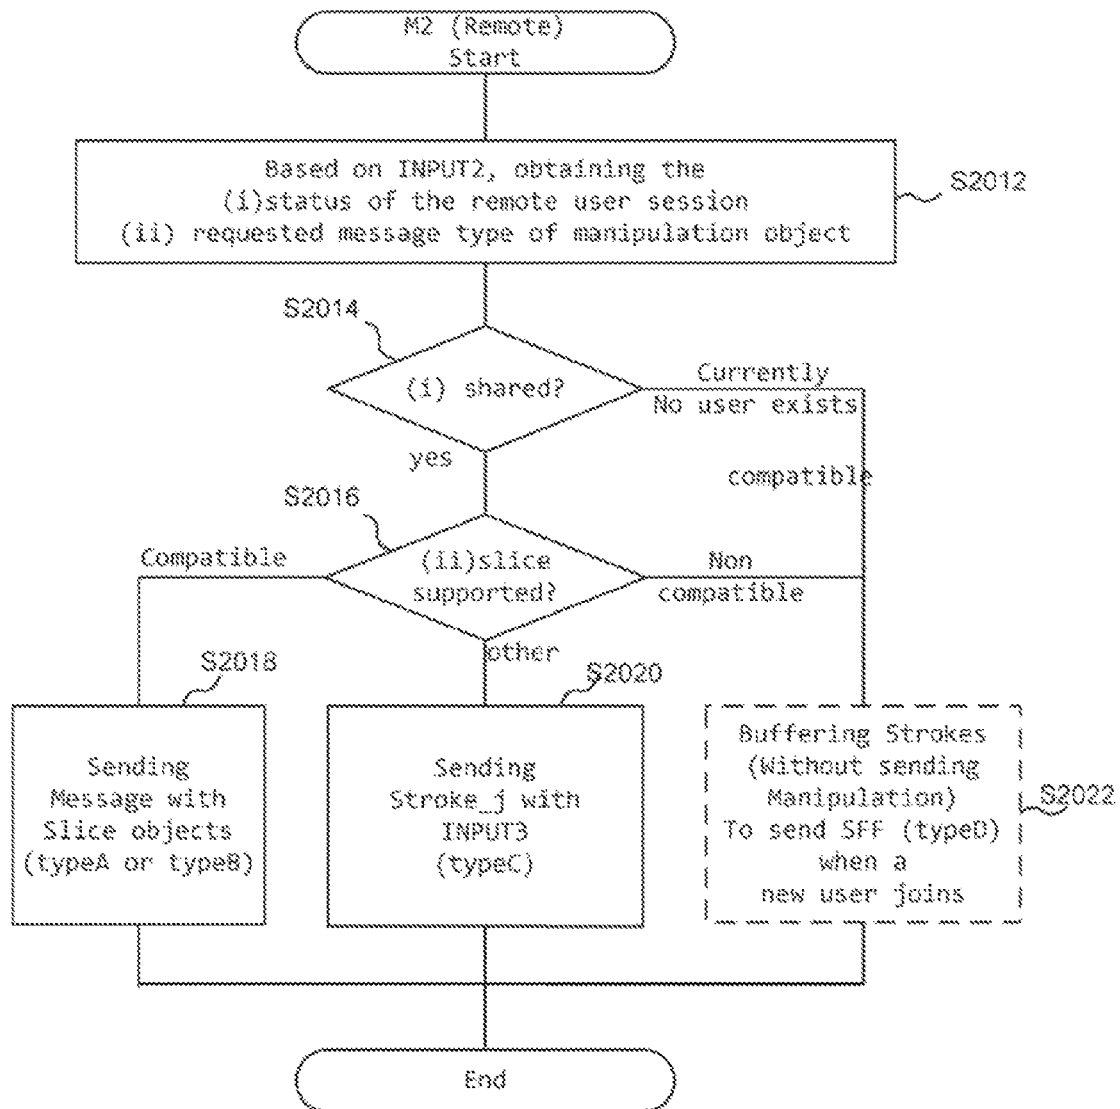 M2 (Remote)
Start
Based on INPUT2, obtaining the
(i)status of the remote user session
(ii) requested message type of manipulation object
S2012
S2014
(i) shared?
Currently
No user exists
yes
compatible
S2016
Compatible
(ii)slice
supported?
Non
compatible
other
S2018
S2020
Sending
Message with
Slice objects
(typeA or typeB)
Sending
Stroke_j with
INPUT3
(typeC)
Buffering Strokes
(Without sending
Manipulation)
To send SFF (typeD)
when a
new user joins
S2022
End